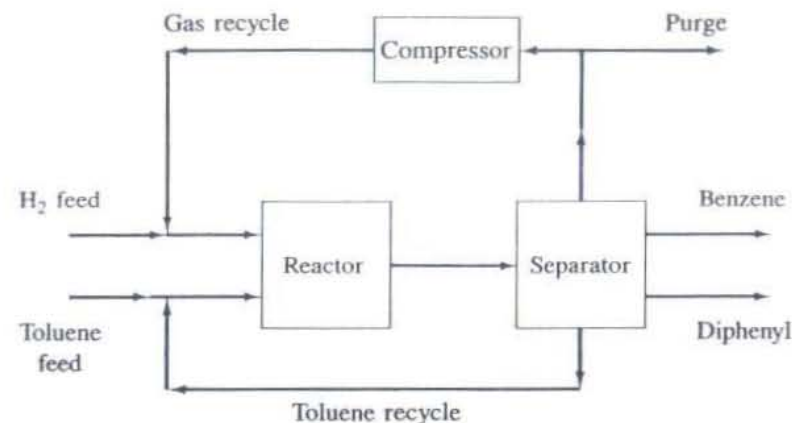 Gas recycle
Compressor
Purge
H₂ feed
Benzene
Reactor
Separator
Toluene
feed
Diphenyl
Toluene recycle